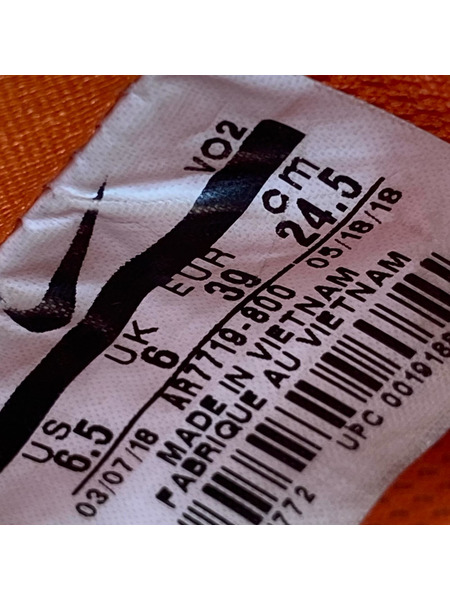 VO2
US UK EUR cm
6.5 6 39 24.5
03/07/18 AR7719-800 05/18/18
MADE IN VIETNAM
FABRIQUE AU VIETNAM
UPC 0019188